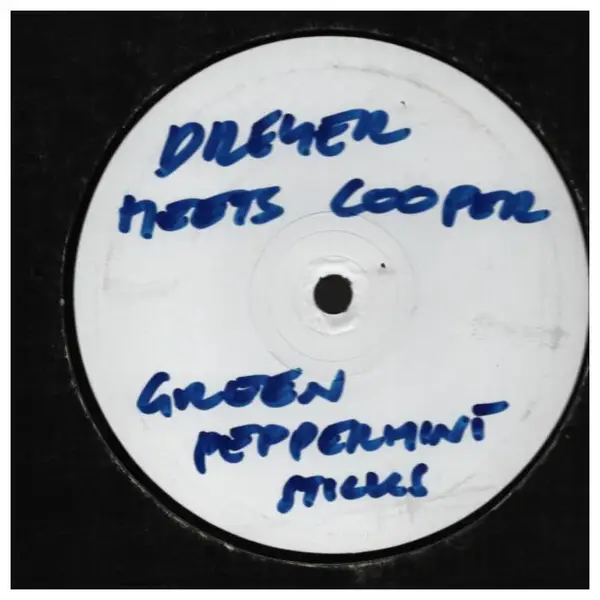 DREYER
MEETS COOPER
GREEN
PEPPERMINT
STICKS